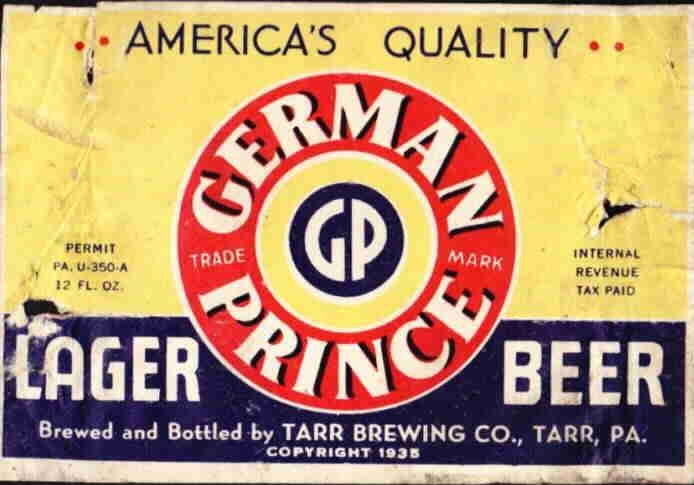 AMERICA'S QUALITY
GERMAN
GP
TRADE MARK
PRINCE
PERMIT
PA. U-350-A
12 FL. OZ.
INTERNAL
REVENUE
TAX PAID
LAGER BEER
Brewed and Bottled by TARR BREWING CO., TARR, PA.
COPYRIGHT 1935